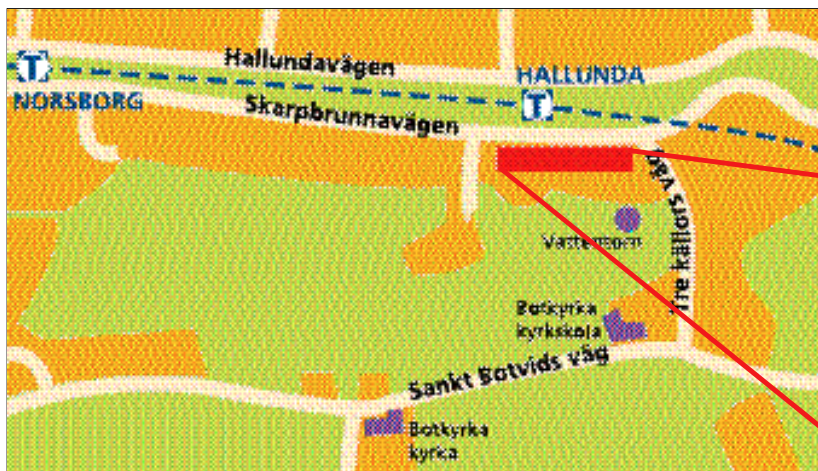 Hallundavägen
T
HALLUNDA
NORSBORG
T
Skarpbrunnavägen
Tre källors väg
Vattentorn
Botkyrka
kyrkskola
Sankt Botvids väg
Botkyrka
kyrka